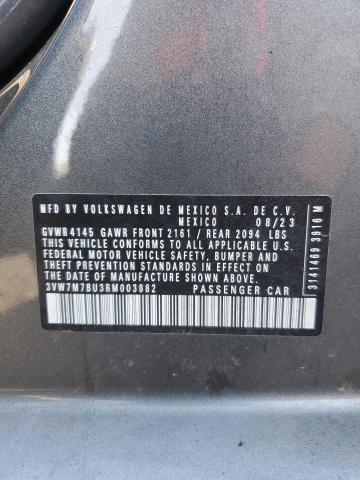 MFD BY VOLKSWAGEN DE MEXICO S.A. DE C.V.
MEXICO 08/23
GVWR4145 GAWR FRONT 2161 / REAR 2094 LBS
THIS VEHICLE CONFORMS TO ALL APPLICABLE U.S.
FEDERAL MOTOR VEHICLE SAFETY, BUMPER AND
THEFT PREVENTION STANDARDS IN EFFECT ON THE
DATE OF MANUFACTURE SHOWN ABOVE.
3VW7M7BU3RM003882 PASSENGER CAR
3141469 3916 M